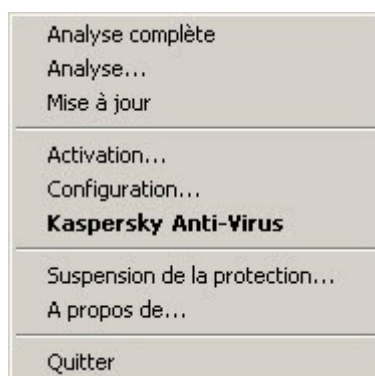 Analyse complète
Analyse...
Mise à jour
Activation...
Configuration...
Kaspersky Anti-Virus
Suspension de la protection...
A propos de...
Quitter